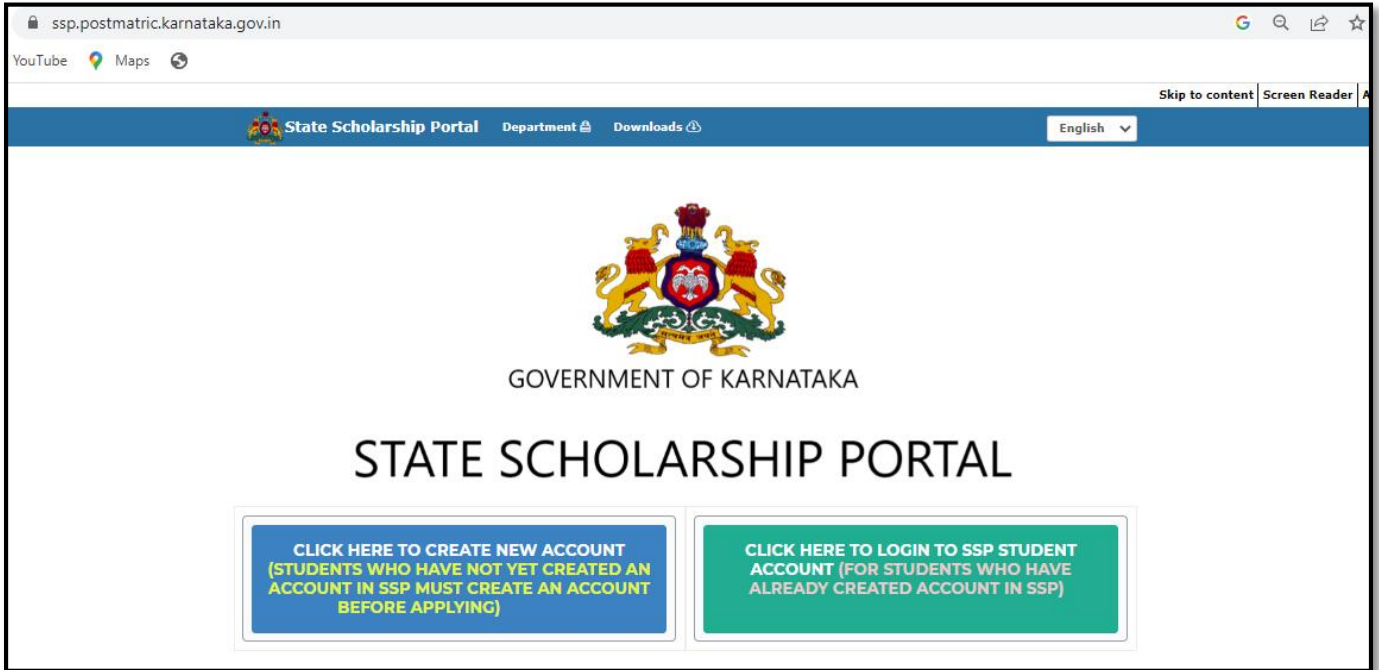 ssp.postmatric.karnataka.gov.in
YouTube Maps
Skip to content Screen Reader A
State Scholarship Portal Department Downloads English
GOVERNMENT OF KARNATAKA
STATE SCHOLARSHIP PORTAL
CLICK HERE TO CREATE NEW ACCOUNT
(STUDENTS WHO HAVE NOT YET CREATED AN
ACCOUNT IN SSP MUST CREATE AN ACCOUNT
BEFORE APPLYING)
CLICK HERE TO LOGIN TO SSP STUDENT
ACCOUNT (FOR STUDENTS WHO HAVE
ALREADY CREATED ACCOUNT IN SSP)